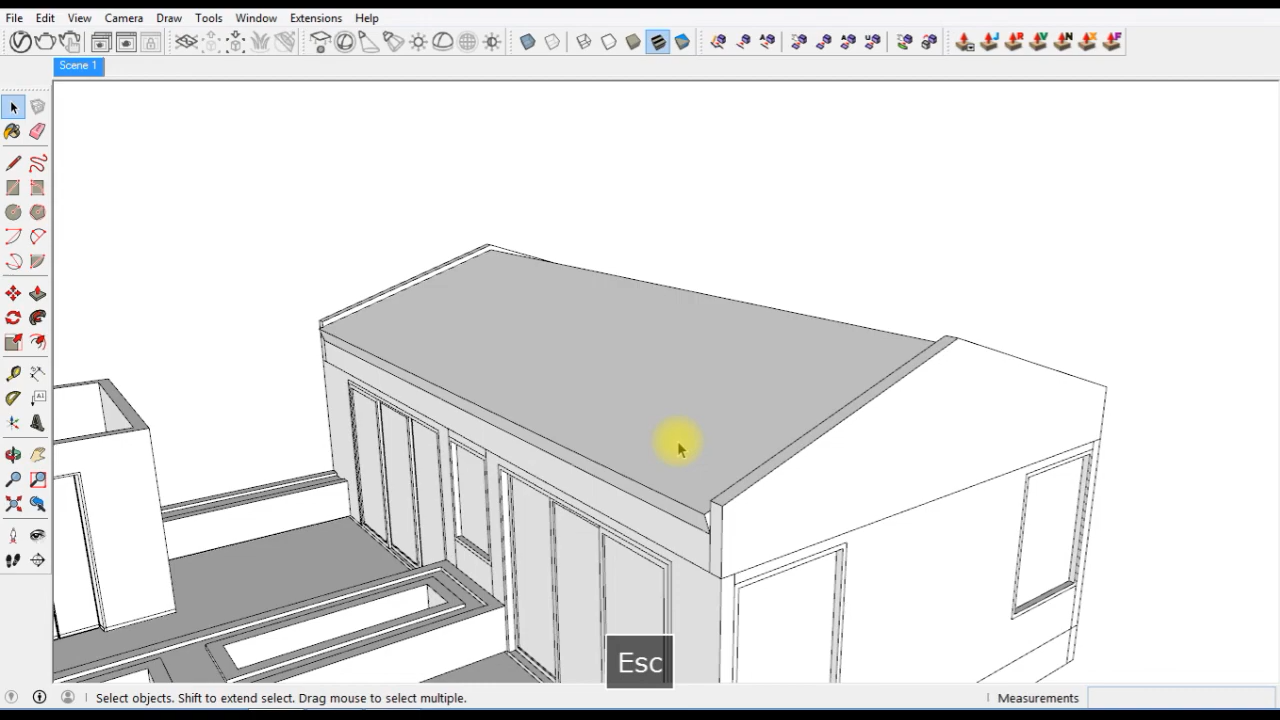 File Edit View Camera Draw Tools Window Extensions Help
Scene 1
A1
Esc
Select objects. Shift to extend select. Drag mouse to select multiple.
Measurements